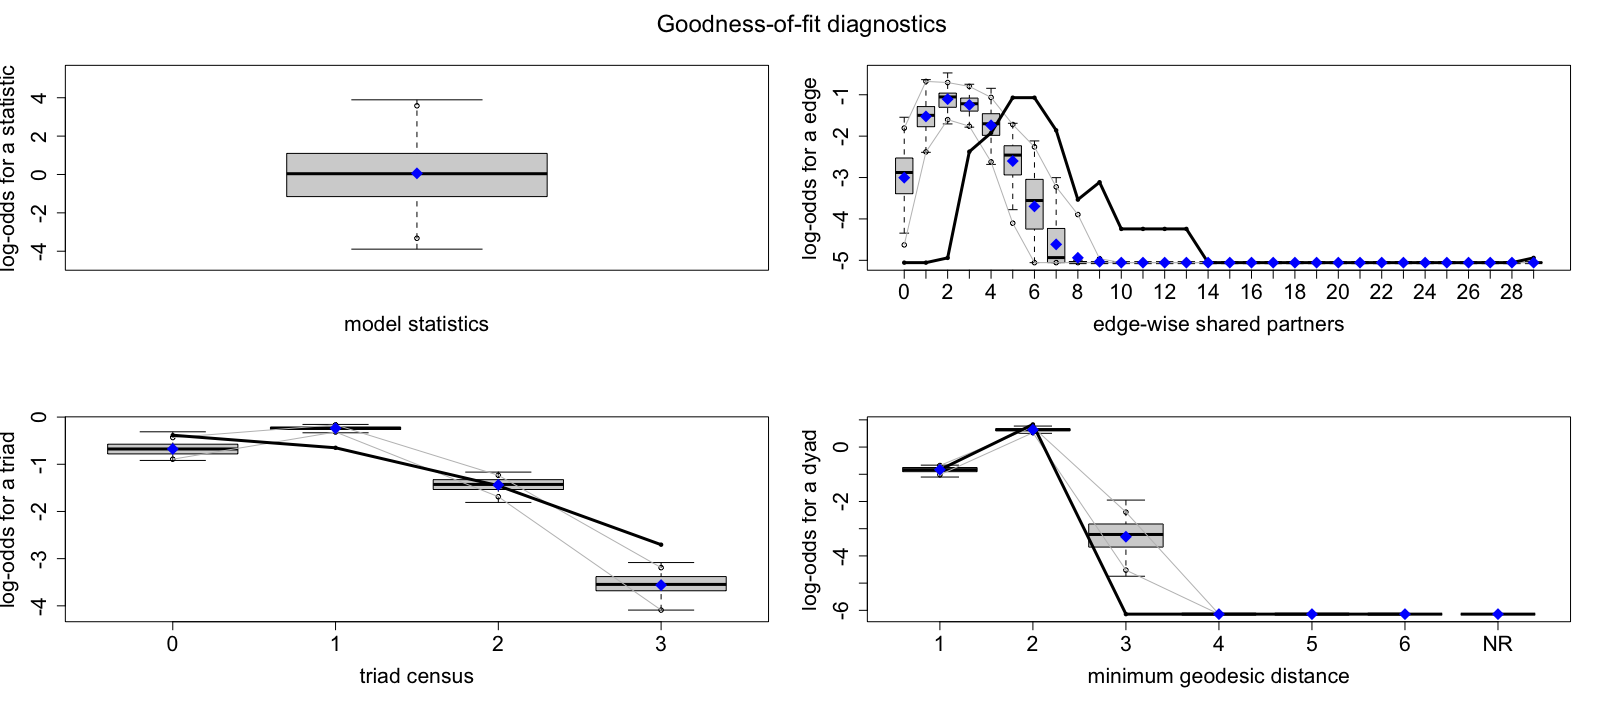 Goodness-of-fit diagnostics
log-odds for a statistic
4
2
0
-2
-4
model statistics
log-odds for a edge
-1
-2
-3
-4
-5
0 2 4 6 8 10 12 14 16 18 20 22 24 26 28
edge-wise shared partners
log-odds for a triad
0
-1
-2
-3
-4
0 1 2 3
triad census
log-odds for a dyad
0
-2
-4
-6
1 2 3 4 5 6 NR
minimum geodesic distance